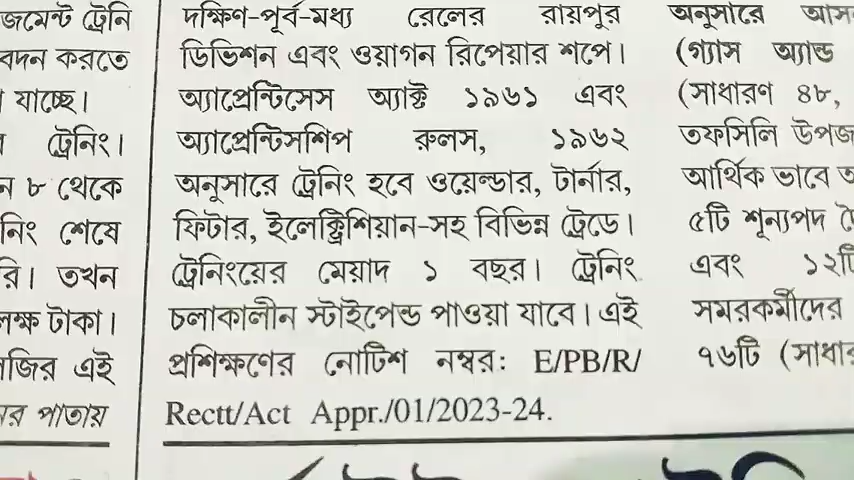 জমেন্ট ট্রেনি
বদন করতে
যাচ্ছে।
ট্রেনিং।
ন ৮ থেকে
নিং শেষে
রি। তখন
লক্ষ টাকা।
জির এই
র পাতায়
দক্ষিণ-পূর্ব-মধ্য রেলের রায়পুর
ডিভিশন এবং ওয়াগন রিপেয়ার শপে।
অ্যাপ্রেন্টিসেস অ্যাক্ট ১৯৬১ এবং
অ্যাপ্রেন্টিসশিপ রুলস, ১৯৬২
অনুসারে ট্রেনিং হবে ওয়েল্ডার, টার্নার,
ফিটার, ইলেক্ট্রিশিয়ান-সহ বিভিন্ন ট্রেডে।
ট্রেনিংয়ের মেয়াদ ১ বছর। ট্রেনিং
চলাকালীন স্টাইপেন্ড পাওয়া যাবে। এই
প্রশিক্ষণের নোটিশ নম্বর: E/PB/R/
Rectt/Act Appr./01/2023-24.
অনুসারে আস
(গ্যাস অ্যান্ড
(সাধারণ ৪৮,
তফসিলি উপজ
আর্থিক ভাবে অ
৫টি শূন্যপদ দৈ
এবং ১২টি
সমরকর্মীদের
৭৬টি (সাধার